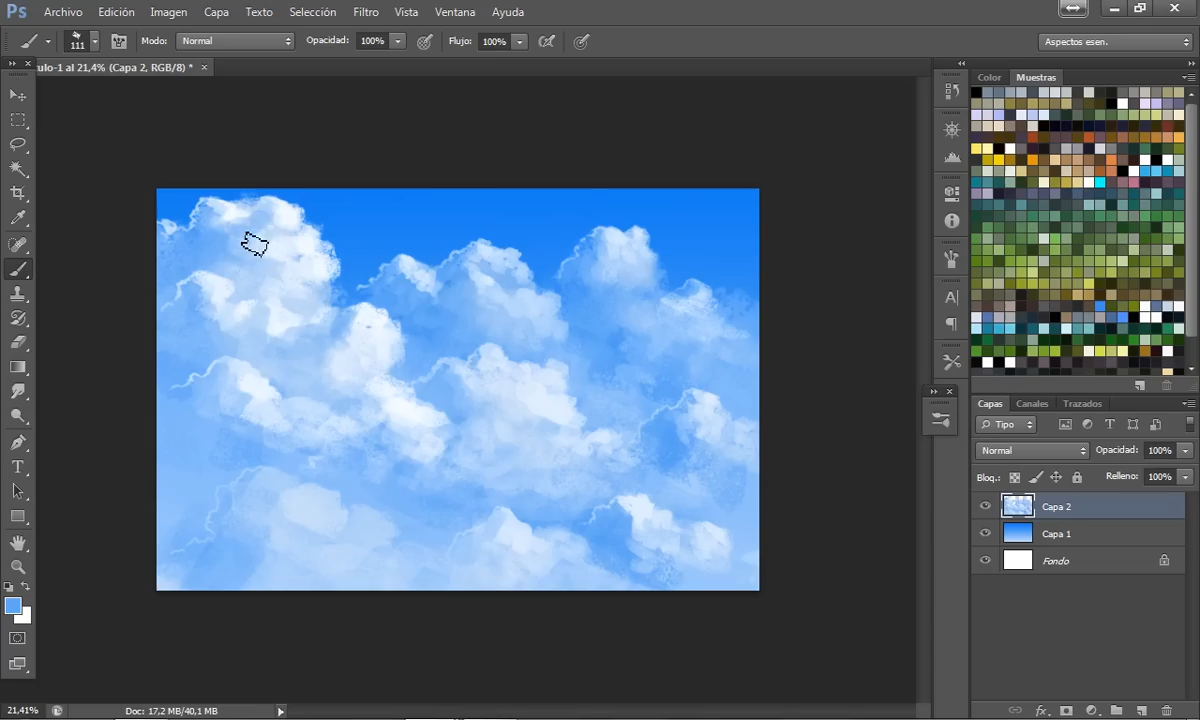 Ps Archivo Edición Imagen Capa Texto Selección Filtro Vista Ventana Ayuda
111 Modo: Normal Opacidad: 100% Flujo: 100% Aspectos esen.
ulo-1 al 21,4% (Capa 2, RGB/8) * ×
Color Muestras
Capas Canales Trazados
Tipo
Normal Opacidad: 100%
Bloq.: Relleno: 100%
Capa 2
Capa 1
Fondo
21,41% Doc: 17,2 MB/40,1 MB